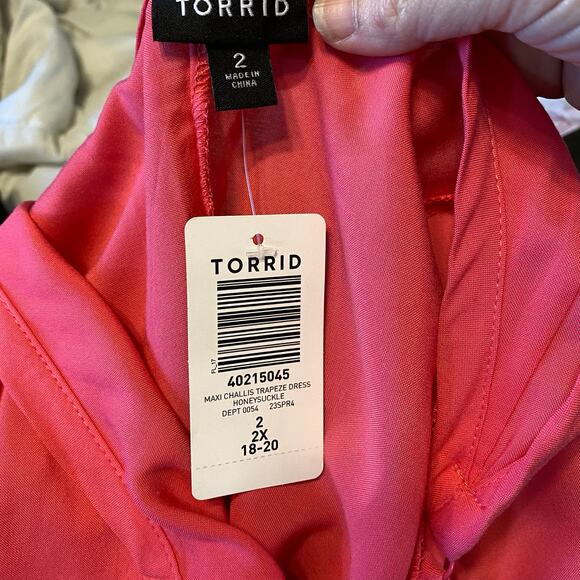 TORRID
2
MADE IN
CHINA
TORRID
FL_17
40215045
MAXI CHALLIS TRAPEZE DRESS
HONEYSUCKLE
DEPT 0054 23SPR4
2
2X
18-20